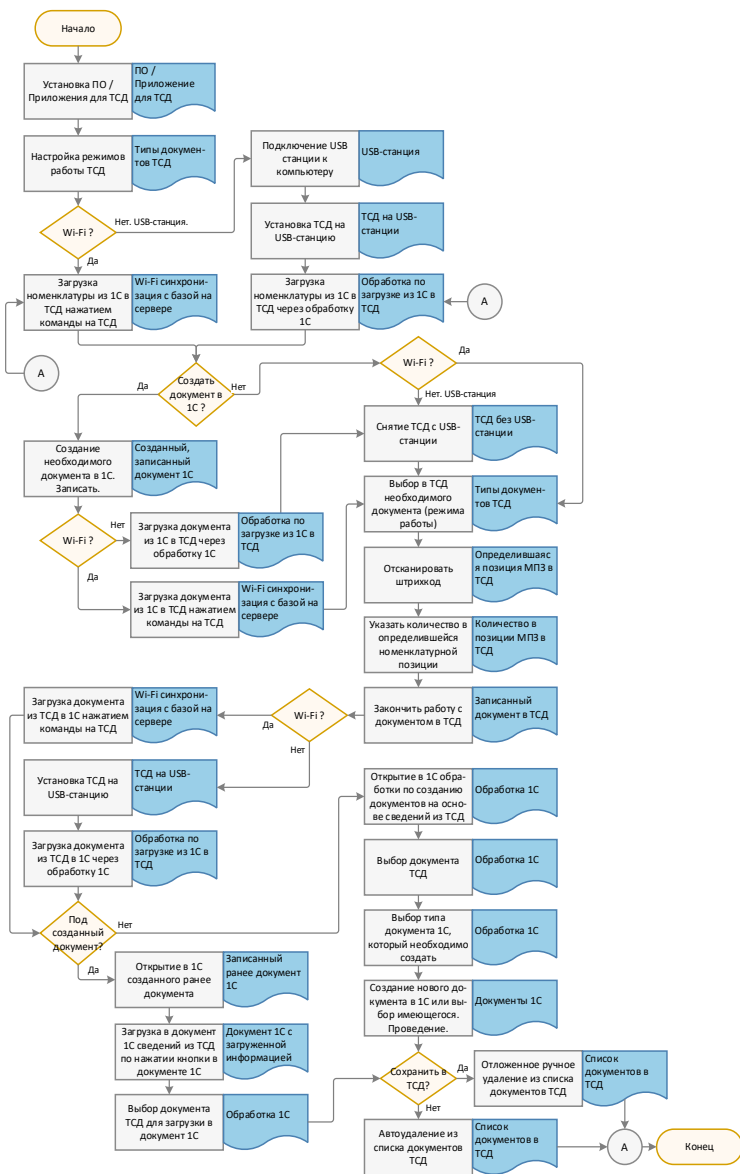 Начало
Установка ПО /
Приложения для ТСД
ПО /
Приложение
для ТСД
Настройка режимов
работы ТСД
Типы докумен-
тов ТСД
Подключение USB
станции к
компьютеру
USB-станция
Wi-Fi ?
Нет. USB-станция.
Да
Установка ТСД на
USB-станцию
ТСД на USB-
станции
Загрузка
номенклатуры из 1С в
ТСД нажатием
команды на ТСД
Wi-Fi синхрони-
зация с базой на
сервере
Загрузка
номенклатуры из 1С в
ТСД через обработку
1С
Обработка по
загрузке из 1С в
ТСД
А
А
Создать
документ в
1С ?
Да
Нет
Wi-Fi ?
Да
Нет. USB-станция
Снятие ТСД с USB-
станции
ТСД без USB-
станции
Создание
необходимого
документа в 1С.
Записать.
Созданный,
записанный
документ 1С
Выбор в ТСД
необходимого
документа (режима
работы)
Типы докумен-
тов ТСД
Wi-Fi ?
Нет
Да
Загрузка документа
из 1С в ТСД через
обработку 1С
Обработка по
загрузке из 1С в
ТСД
Отсканировать
штрихкод
Определившаяс
я позиция МПЗ в
ТСД
Загрузка документа
из 1С в ТСД нажатием
команды на ТСД
Wi-Fi синхрони-
зация с базой на
сервере
Указать количество в
определившейся
номенклатурной
позиции
Количество в
позиции МПЗ в
ТСД
Загрузка документа
из ТСД в 1С нажатием
команды на ТСД
Wi-Fi синхрони-
зация с базой на
сервере
Wi-Fi ?
Да
Нет
Закончить работу с
документом в ТСД
Записанный
документ в ТСД
Установка ТСД на
USB-станцию
ТСД на USB-
станции
Открытие в 1С обра-
ботки по созданию
документов на осно-
ве сведений из ТСД
Обработка 1С
Загрузка документа
из ТСД в 1С через
обработку 1С
Обработка по
загрузке из 1С в
ТСД
Выбор документа
ТСД
Обработка 1С
Под
созданный
документ?
Нет
Да
Выбор типа
документа 1С,
который необходимо
создать
Обработка 1С
Открытие в 1С
созданного ранее
документа
Записанный
ранее документ
1С
Создание нового до-
кумента в 1С или вы-
бор имеющегося.
Проведение.
Документы 1С
Загрузка в документ
1С сведений из ТСД
по нажатии кнопки в
документе 1С
Документ 1С с
загруженной
информацией
Сохранить в
ТСД?
Да
Нет
Отложенное ручное
удаление из списка
документов ТСД
Список
документов в
ТСД
Выбор документа
ТСД для загрузки в
документ 1С
Обработка 1С
Автоудаление из
списка документов
ТСД
Список
документов в
ТСД
А
Конец